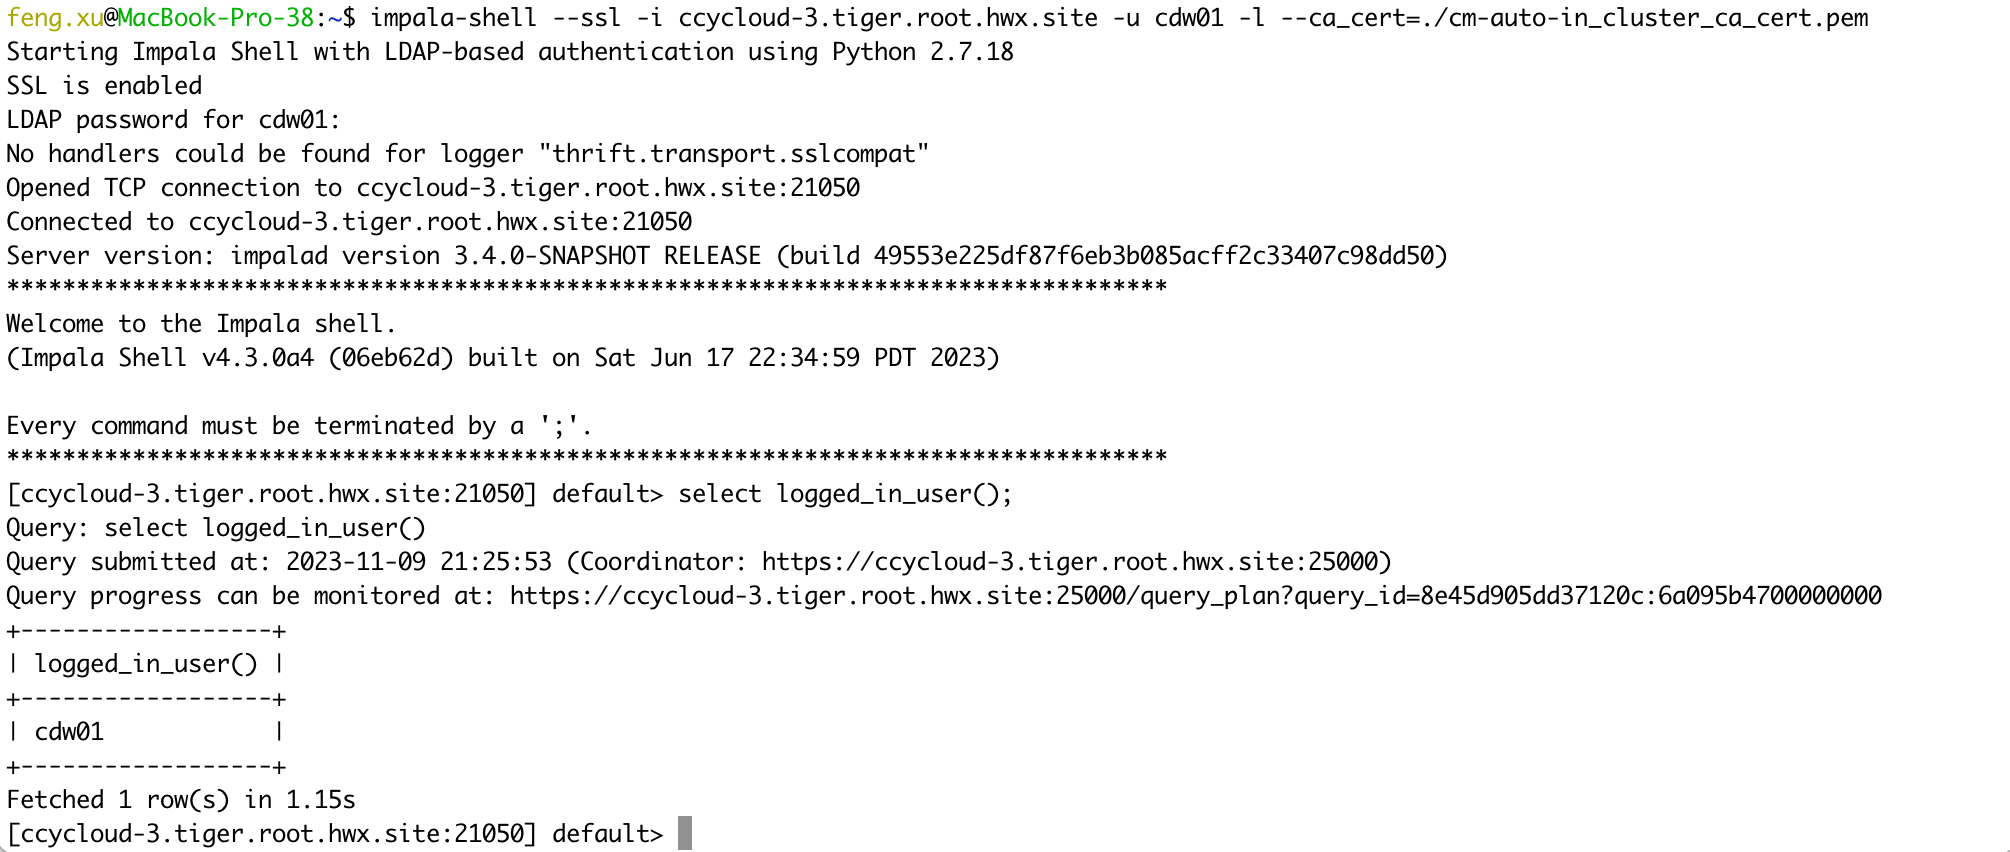 feng.xu@MacBook-Pro-38:~$ impala-shell --ssl -i ccycloud-3.tiger.root.hwx.site -u cdw01 -l --ca_cert=./cm-auto-in_cluster_ca_cert.pem
Starting Impala Shell with LDAP-based authentication using Python 2.7.18
SSL is enabled
LDAP password for cdw01:
No handlers could be found for logger "thrift.transport.sslcompat"
Opened TCP connection to ccycloud-3.tiger.root.hwx.site:21050
Connected to ccycloud-3.tiger.root.hwx.site:21050
Server version: impalad version 3.4.0-SNAPSHOT RELEASE (build 49553e225df87f6eb3b085acff2c33407c98dd50)
***********************************************************************************
Welcome to the Impala shell.
(Impala Shell v4.3.0a4 (06eb62d) built on Sat Jun 17 22:34:59 PDT 2023)

Every command must be terminated by a ';'.
***********************************************************************************
[ccycloud-3.tiger.root.hwx.site:21050] default> select logged_in_user();
Query: select logged_in_user()
Query submitted at: 2023-11-09 21:25:53 (Coordinator: https://ccycloud-3.tiger.root.hwx.site:25000)
Query progress can be monitored at: https://ccycloud-3.tiger.root.hwx.site:25000/query_plan?query_id=8e45d905dd37120c:6a095b4700000000
+------------------+
| logged_in_user() |
+------------------+
| cdw01            |
+------------------+
Fetched 1 row(s) in 1.15s
[ccycloud-3.tiger.root.hwx.site:21050] default>